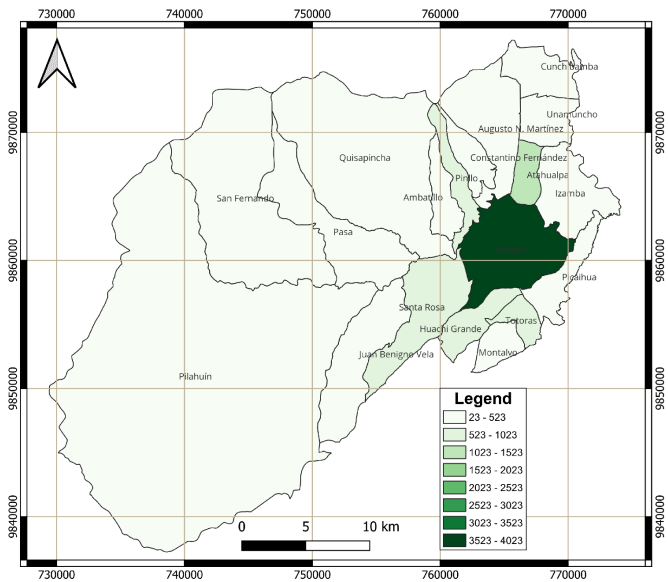 730000 740000 750000 760000 770000
Cunchibamba
Unamuncho
9870000 9870000
Augusto N. Martínez
Quisapincha
Constantino Fernández
Pinllo
Atahualpa
San Fernando
Ambatillo
Izamba
Pasa
9860000 9860000
Picaihua
Santa Rosa
Totoras
Huachi Grande
Juan Benigno Vela
Montalvo
Pilahuín
9850000 9850000
Legend
23 - 523
523 - 1023
1023 - 1523
1523 - 2023
2023 - 2523
2523 - 3023
3023 - 3523
3523 - 4023
9840000 9840000
0 5 10 km
730000 740000 750000 760000 770000